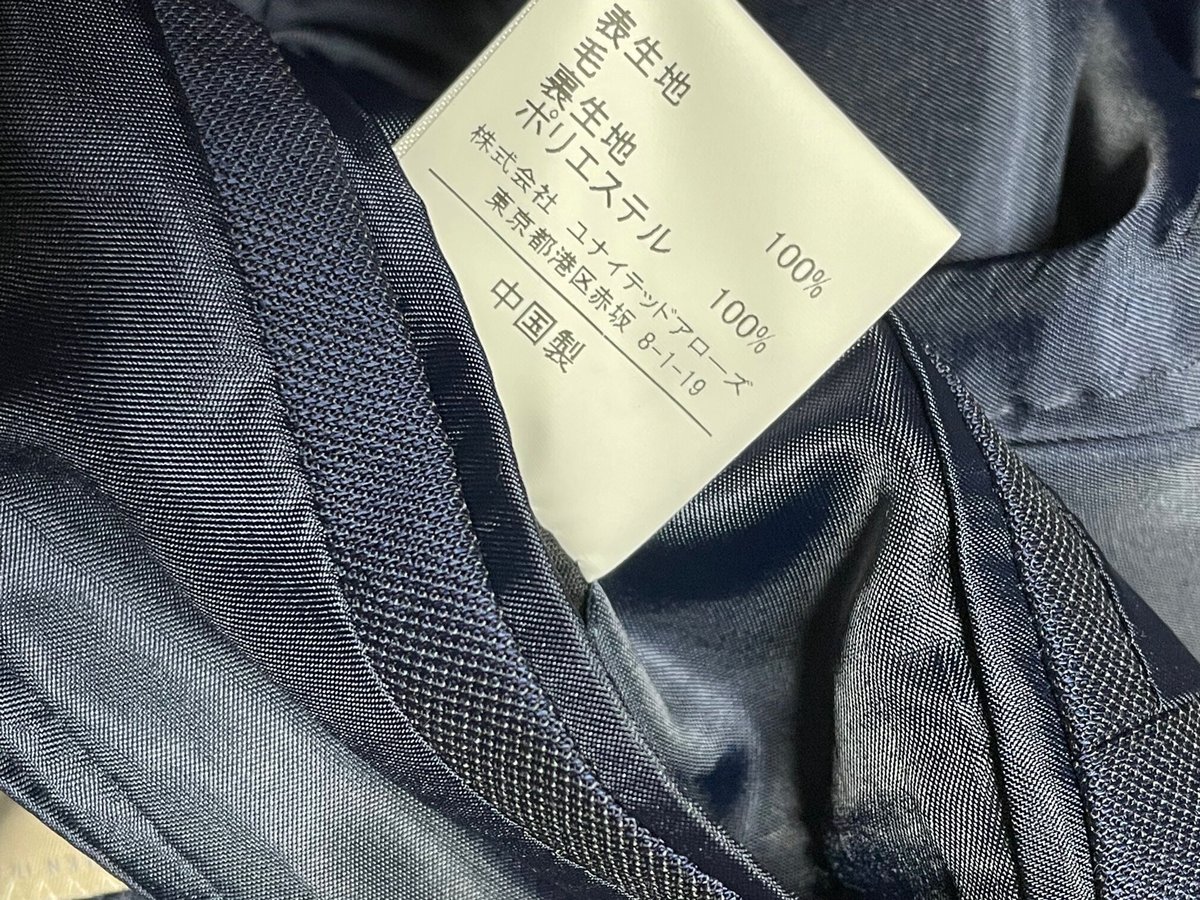 表生地
毛 100%
裏生地
ポリエステル 100%
株式会社 ユナイテッドアローズ
東京都港区赤坂 8-1-19
中国製